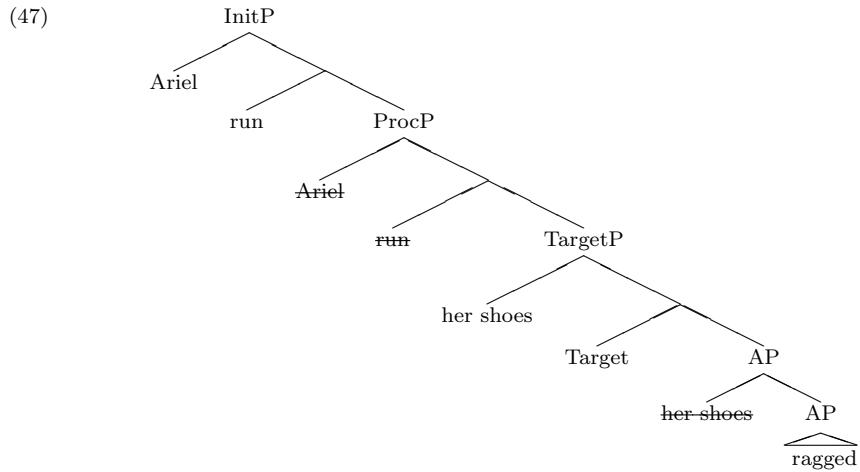 (47) InitP
Ariel
run ProcP
Ariel
run TargetP
her shoes
Target AP
her shoes AP
ragged